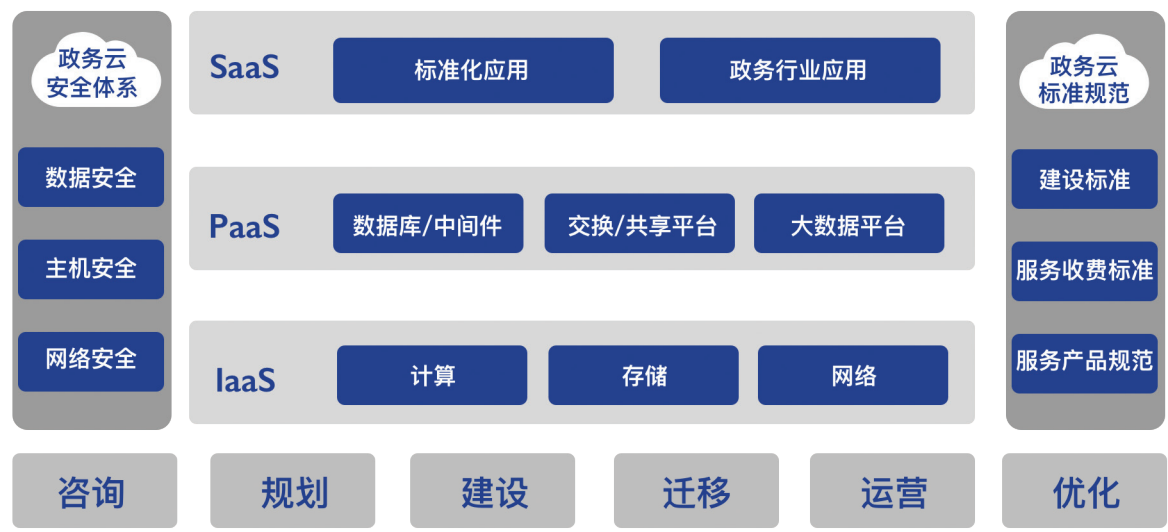 政务云
安全体系
数据安全
主机安全
网络安全
SaaS
标准化应用
政务行业应用
PaaS
数据库/中间件
交换/共享平台
大数据平台
IaaS
计算
存储
网络
政务云
标准规范
建设标准
服务收费标准
服务产品规范
咨询
规划
建设
迁移
运营
优化